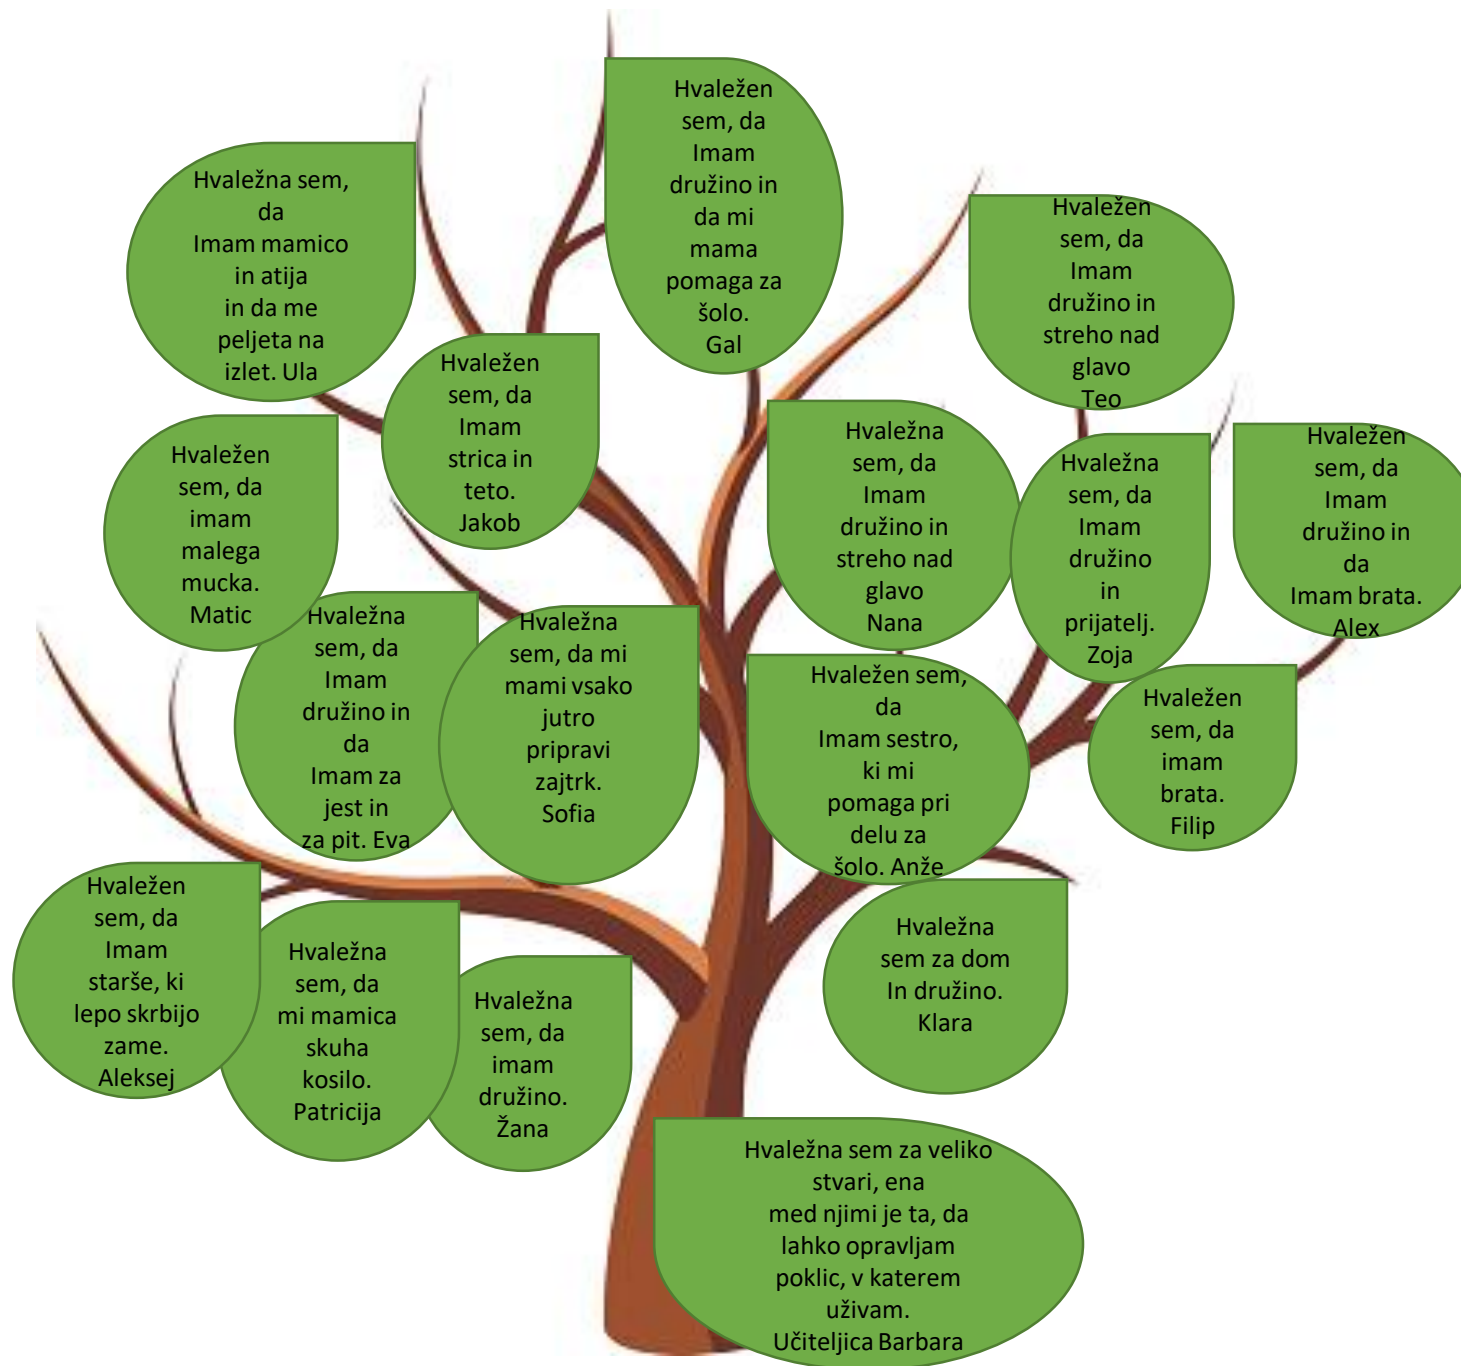 Hvaležna sem,
da
Imam mamico
in atija
in da me
peljeta na
izlet. Ula
Hvaležen
sem, da
Imam
družino in
da mi
mama
pomaga za
šolo.
Gal
Hvaležen
sem, da
Imam
družino in
streho nad
glavo
Teo
Hvaležen
sem, da
Imam
strica in
teto.
Jakob
Hvaležen
sem, da
imam
malega
mucka.
Matic
Hvaležna
sem, da
Imam
družino in
streho nad
glavo
Nana
Hvaležna
sem, da
Imam
družino
in
prijatelj.
Zoja
Hvaležen
sem, da
Imam
družino in
da
Imam brata.
Alex
Hvaležna
sem, da
Imam
družino in
da
Imam za
jest in
za pit. Eva
Hvaležna
sem, da mi
mami vsako
jutro
pripravi
zajtrk.
Sofia
Hvaležen sem,
da
Imam sestro,
ki mi
pomaga pri
delu za
šolo. Anže
Hvaležen
sem, da
imam
brata.
Filip
Hvaležen
sem, da
Imam
starše, ki
lepo skrbijo
zame.
Aleksej
Hvaležna
sem, da
mi mamica
skuha
kosilo.
Patricija
Hvaležna
sem, da
imam
družino.
Žana
Hvaležna
sem za dom
In družino.
Klara
Hvaležna sem za veliko
stvari, ena
med njimi je ta, da
lahko opravljam
poklic, v katerem
uživam.
Učiteljica Barbara